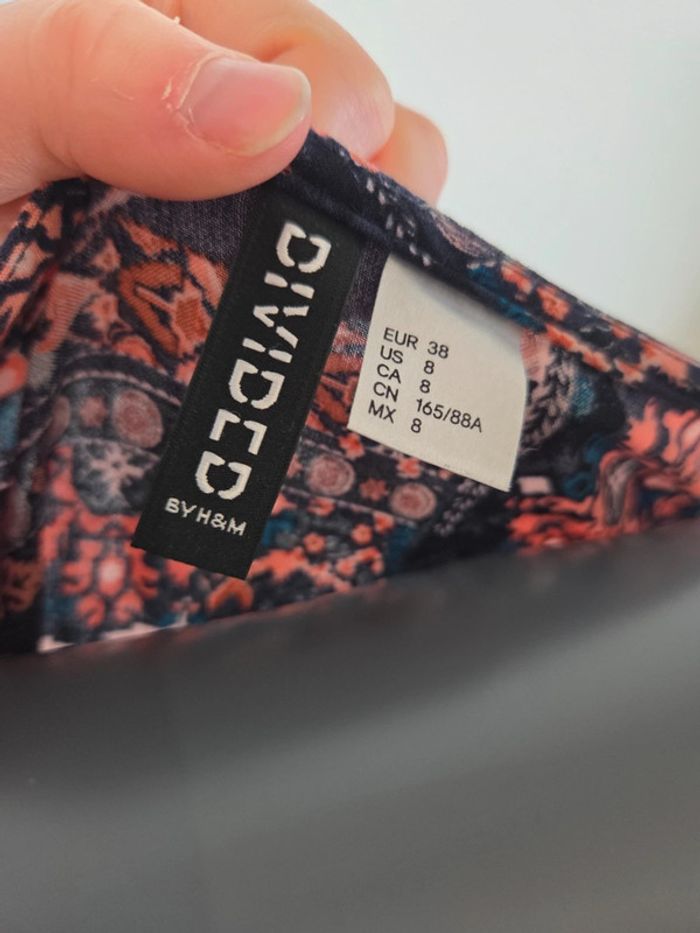 DIVIDED
BY H&M
EUR 38
US 8
CA 8
CN 165/88A
MX 8